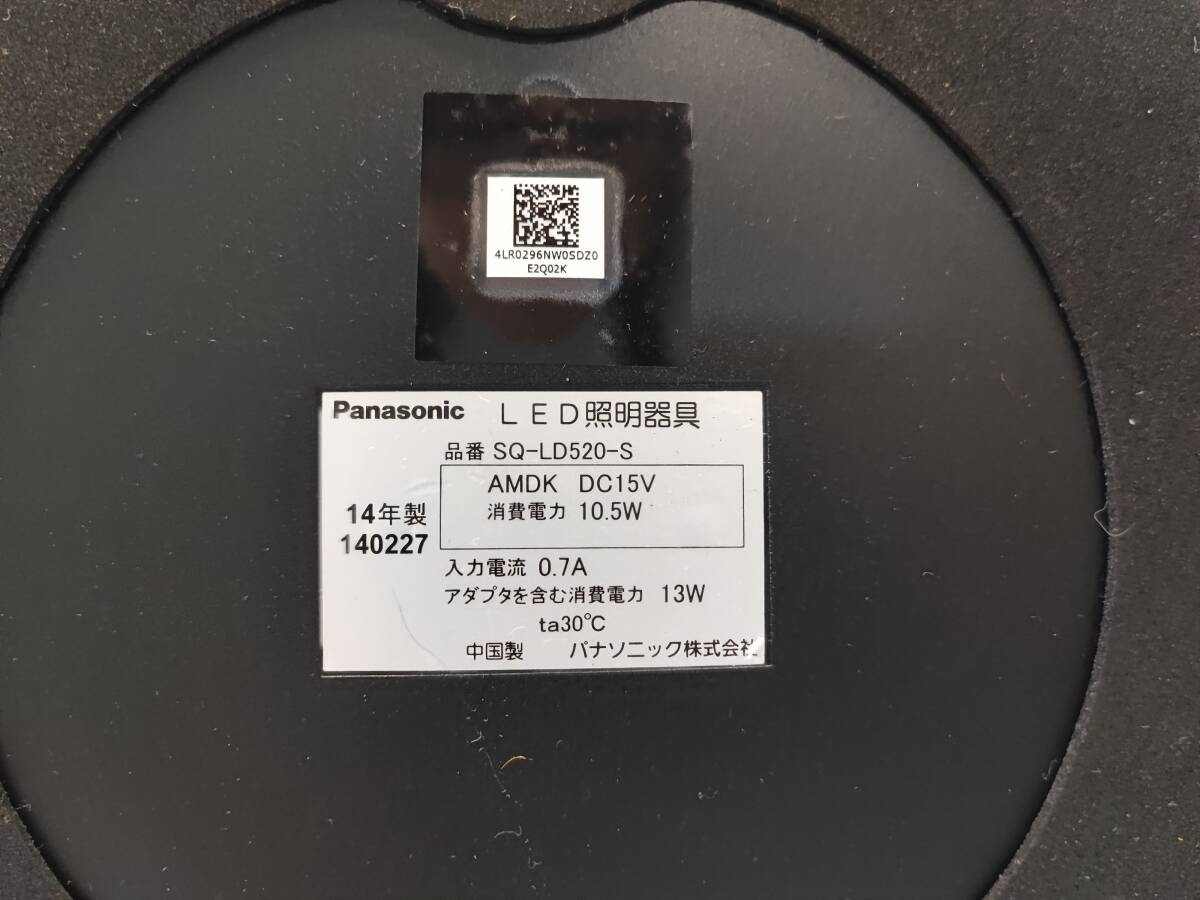 4LR0296NW0SDZ0
E2Q02K
Panasonic LED照明器具
品番 SQ-LD520-S
AMDK DC15V
消費電力 10.5W
14年製
140227
入力電流 0.7A
アダプタを含む消費電力 13W
ta30℃
中国製 パナソニック株式会社